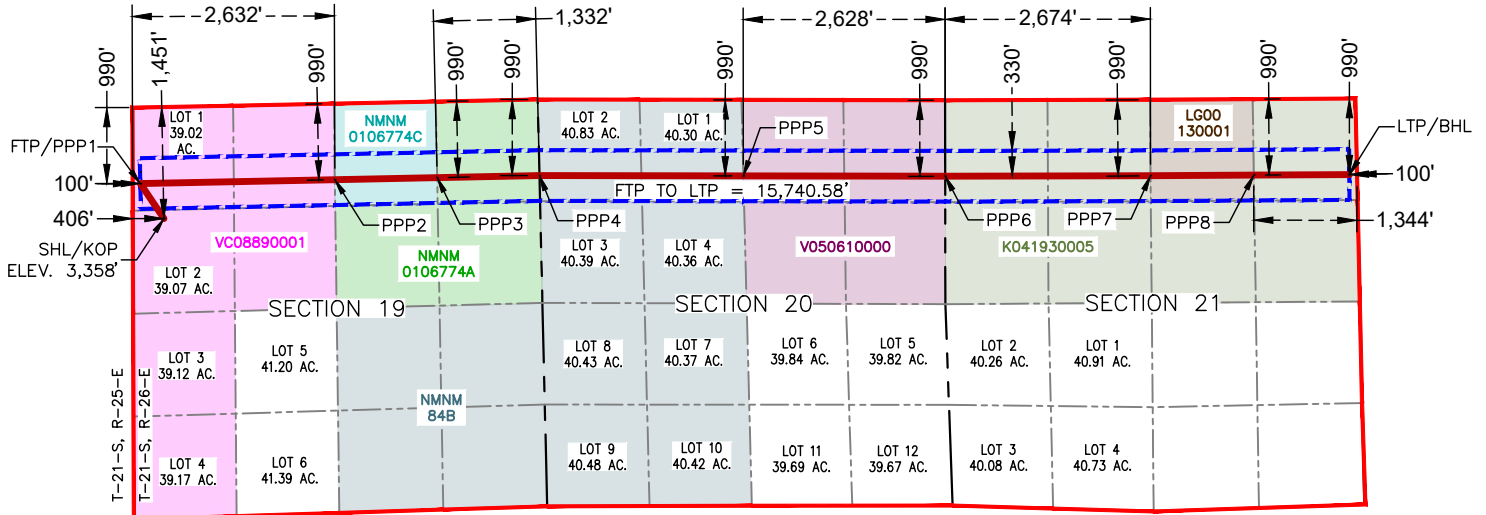 2,632'
1,332'
2,628'
2,674'
990'
1,451'
990'
990'
990'
990'
990'
330'
990'
990'
990'
LOT 1
39.02
AC.
NMNM
0106774C
LOT 2
40.83 AC.
LOT 1
40.30 AC.
PPP5
LG00
130001
LTP/BHL
FTP/PPP1
100'
FTP TO LTP = 15,740.58'
100'
406'
PPP2
PPP3
PPP4
PPP6
PPP7
PPP8
1,344'
SHL/KOP
ELEV. 3,358'
VC08890001
NMNM
0106774A
LOT 3
40.39 AC.
LOT 4
40.36 AC.
V050610000
K041930005
LOT 2
39.07 AC.
SECTION 19
SECTION 20
SECTION 21
LOT 3
39.12 AC.
LOT 5
41.20 AC.
LOT 8
40.43 AC.
LOT 7
40.37 AC.
LOT 6
39.84 AC.
LOT 5
39.82 AC.
LOT 2
40.26 AC.
LOT 1
40.91 AC.
T-21-S, R-25-E
T-21-S, R-26-E
NMNM
84B
LOT 4
39.17 AC.
LOT 6
41.39 AC.
LOT 9
40.48 AC.
LOT 10
40.42 AC.
LOT 11
39.69 AC.
LOT 12
39.67 AC.
LOT 3
40.08 AC.
LOT 4
40.73 AC.